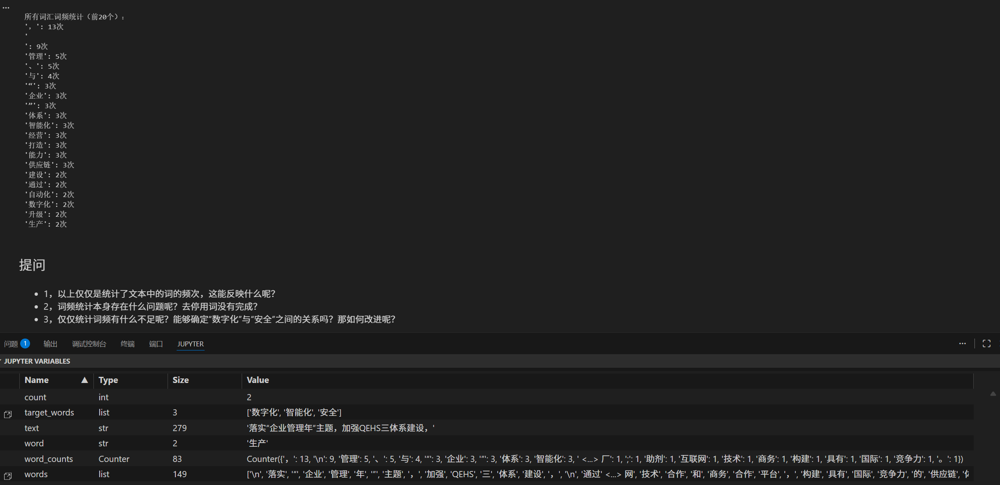 ...
所有词汇词频统计（前20个）：
'，': 13次
'
': 9次
'管理': 5次
'、': 5次
'与': 4次
'“': 3次
'企业': 3次
'”': 3次
'体系': 3次
'智能化': 3次
'经营': 3次
'打造': 3次
'能力': 3次
'供应链': 3次
'建设': 2次
'通过': 2次
'自动化': 2次
'数字化': 2次
'升级': 2次
'生产': 2次
提问
• 1，以上仅仅是统计了文本中的词的频次，这能反映什么呢？
• 2，词频统计本身存在什么问题呢？去停用词没有完成？
• 3，仅仅统计词频有什么不足呢？能够确定“数字化”与“安全”之间的关系吗？那如何改进呢？
问题 1 输出 调试控制台 终端 端口 JUPYTER ...
JUPYTER VARIABLES
Name ▲ Type Size Value
count int 2
target_words list 3 ['数字化', '智能化', '安全']
text str 279 '落实“企业管理年”主题，加强QEHS三体系建设，'
word str 2 '生产'
word_counts Counter 83 Counter({'，': 13, '\n': 9, '管理': 5, '、': 5, '与': 4, '“': 3, '企业': 3, '”': 3, '体系': 3, '智能化': 3, ' <...> 厂': 1, ';': 1, '助剂': 1, '互联网': 1, '技术': 1, '商务': 1, '构建': 1, '具有': 1, '国际': 1, '竞争力': 1, '。': 1})
words list 149 ['\n', '落实', '“', '企业', '管理', '年', '”', '主题', '，', '加强', 'QEHS', '三', '体系', '建设', '，', '\n', '通过' <...> 网', '技术', '合作', '和', '商务', '合作', '平台', '，', '构建', '具有', '国际', '竞争力', '的', '供应链', '